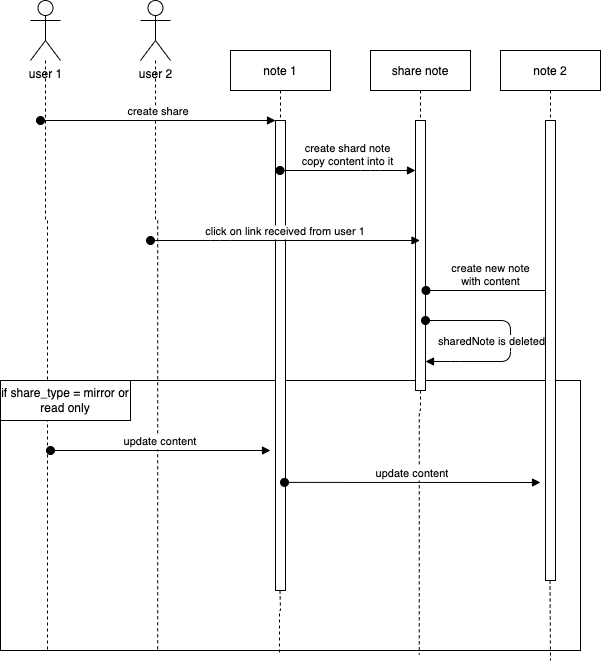 user 1
user 2
note 1
share note
note 2
create share
create shard note
copy content into it
click on link received from user 1
create new note
with content
sharedNote is deleted
if share_type = mirror or
read only
update content
update content